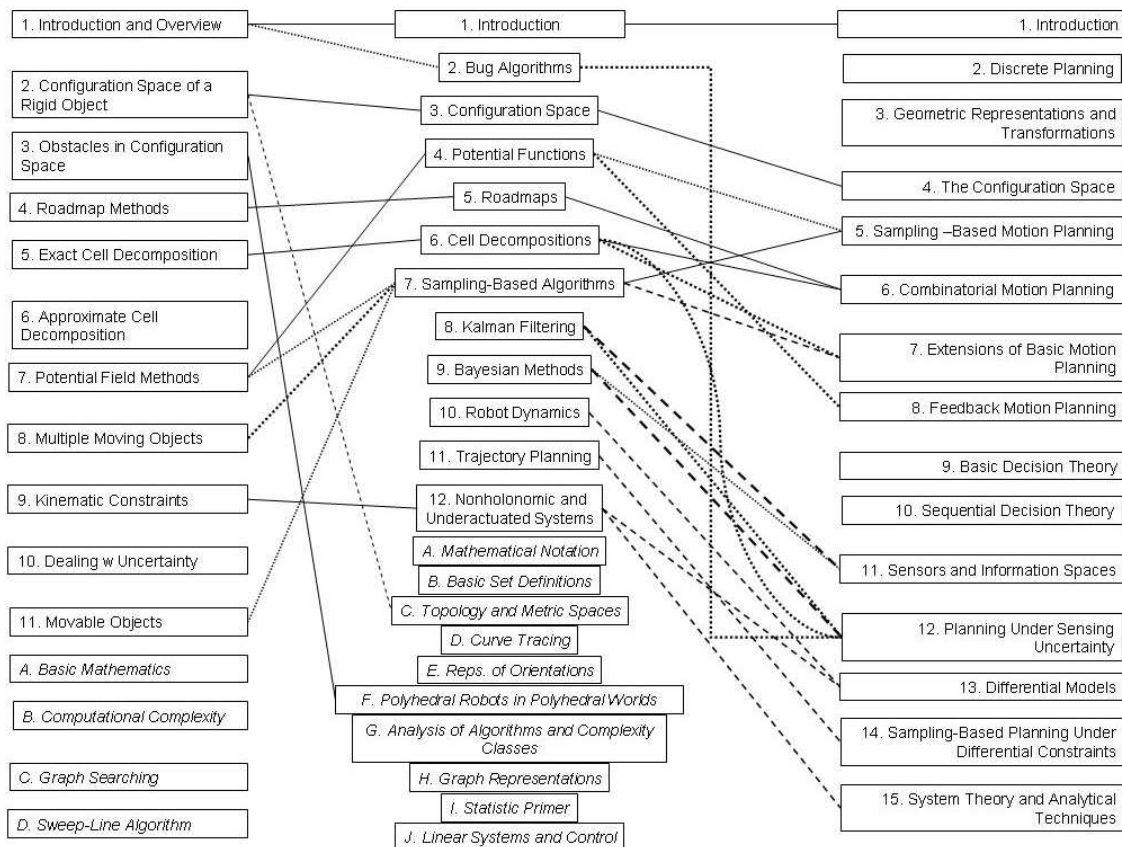 1. Introduction and Overview
2. Configuration Space of a
Rigid Object
3. Obstacles in Configuration
Space
4. Roadmap Methods
5. Exact Cell Decomposition
6. Approximate Cell
Decomposition
7. Potential Field Methods
8. Multiple Moving Objects
9. Kinematic Constraints
10. Dealing w Uncertainty
11. Movable Objects
A. Basic Mathematics
B. Computational Complexity
C. Graph Searching
D. Sweep-Line Algorithm
1. Introduction
2. Bug Algorithms
3. Configuration Space
4. Potential Functions
5. Roadmaps
6. Cell Decompositions
7. Sampling-Based Algorithms
8. Kalman Filtering
9. Bayesian Methods
10. Robot Dynamics
11. Trajectory Planning
12. Nonholonomic and
Underactuated Systems
A. Mathematical Notation
B. Basic Set Definitions
C. Topology and Metric Spaces
D. Curve Tracing
E. Reps. of Orientations
F. Polyhedral Robots in Polyhedral Worlds
G. Analysis of Algorithms and Complexity
Classes
H. Graph Representations
I. Statistic Primer
J. Linear Systems and Control
1. Introduction
2. Discrete Planning
3. Geometric Representations and
Transformations
4. The Configuration Space
5. Sampling –Based Motion Planning
6. Combinatorial Motion Planning
7. Extensions of Basic Motion
Planning
8. Feedback Motion Planning
9. Basic Decision Theory
10. Sequential Decision Theory
11. Sensors and Information Spaces
12. Planning Under Sensing
Uncertainty
13. Differential Models
14. Sampling-Based Planning Under
Differential Constraints
15. System Theory and Analytical
Techniques